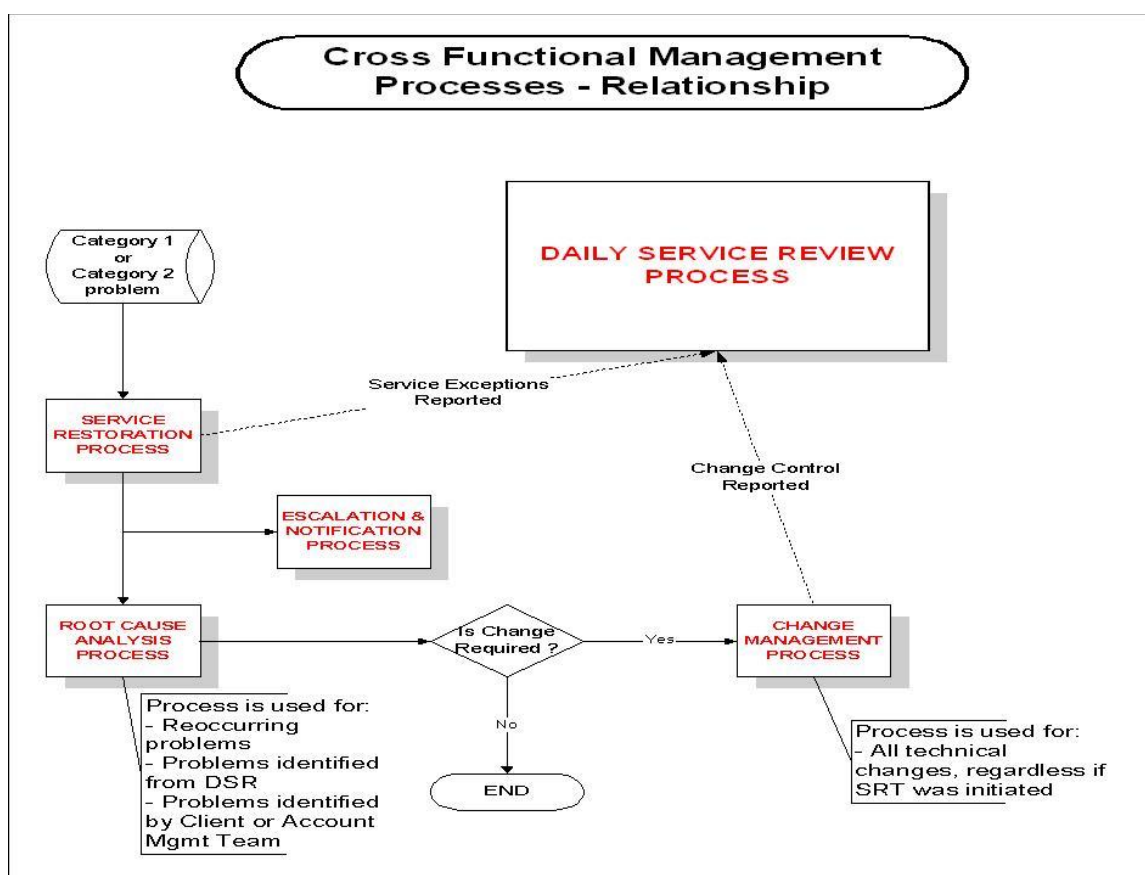 Cross Functional Management
Processes - Relationship
Category 1
or
Category 2
problem
DAILY SERVICE REVIEW
PROCESS
Service Exceptions
Reported
SERVICE
RESTORATION
PROCESS
Change Control
Reported
ESCALATION &
NOTIFICATION
PROCESS
ROOT CAUSE
ANALYSIS
PROCESS
Is Change
Required ?
Yes
CHANGE
MANAGEMENT
PROCESS
No
END
Process is used for:
- Reoccurring
problems
- Problems identified
from DSR
- Problems identified
by Client or Account
Mgmt Team
Process is used for:
- All technical
changes, regardless if
SRT was initiated